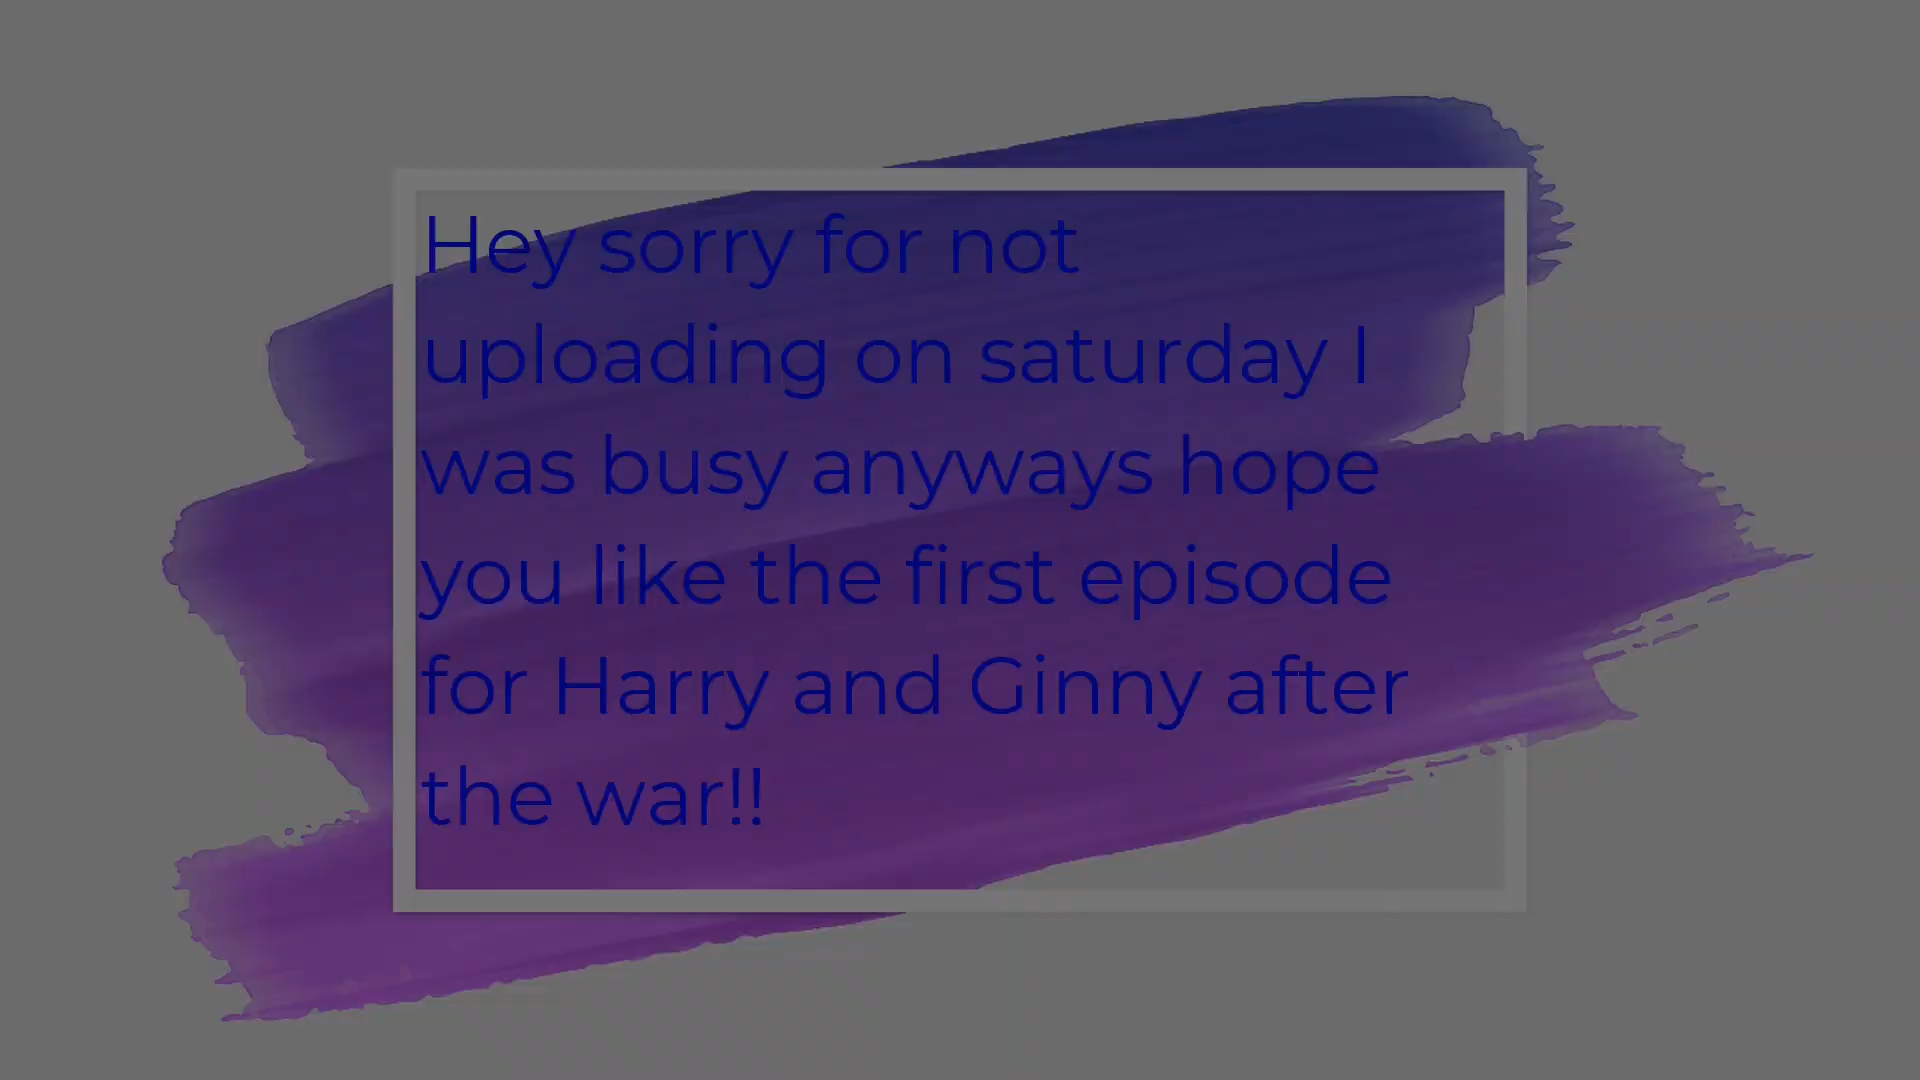 Hey sorry for not
uploading on saturday I
was busy anyways hope
you like the first episode
for Harry and Ginny after
the war!!